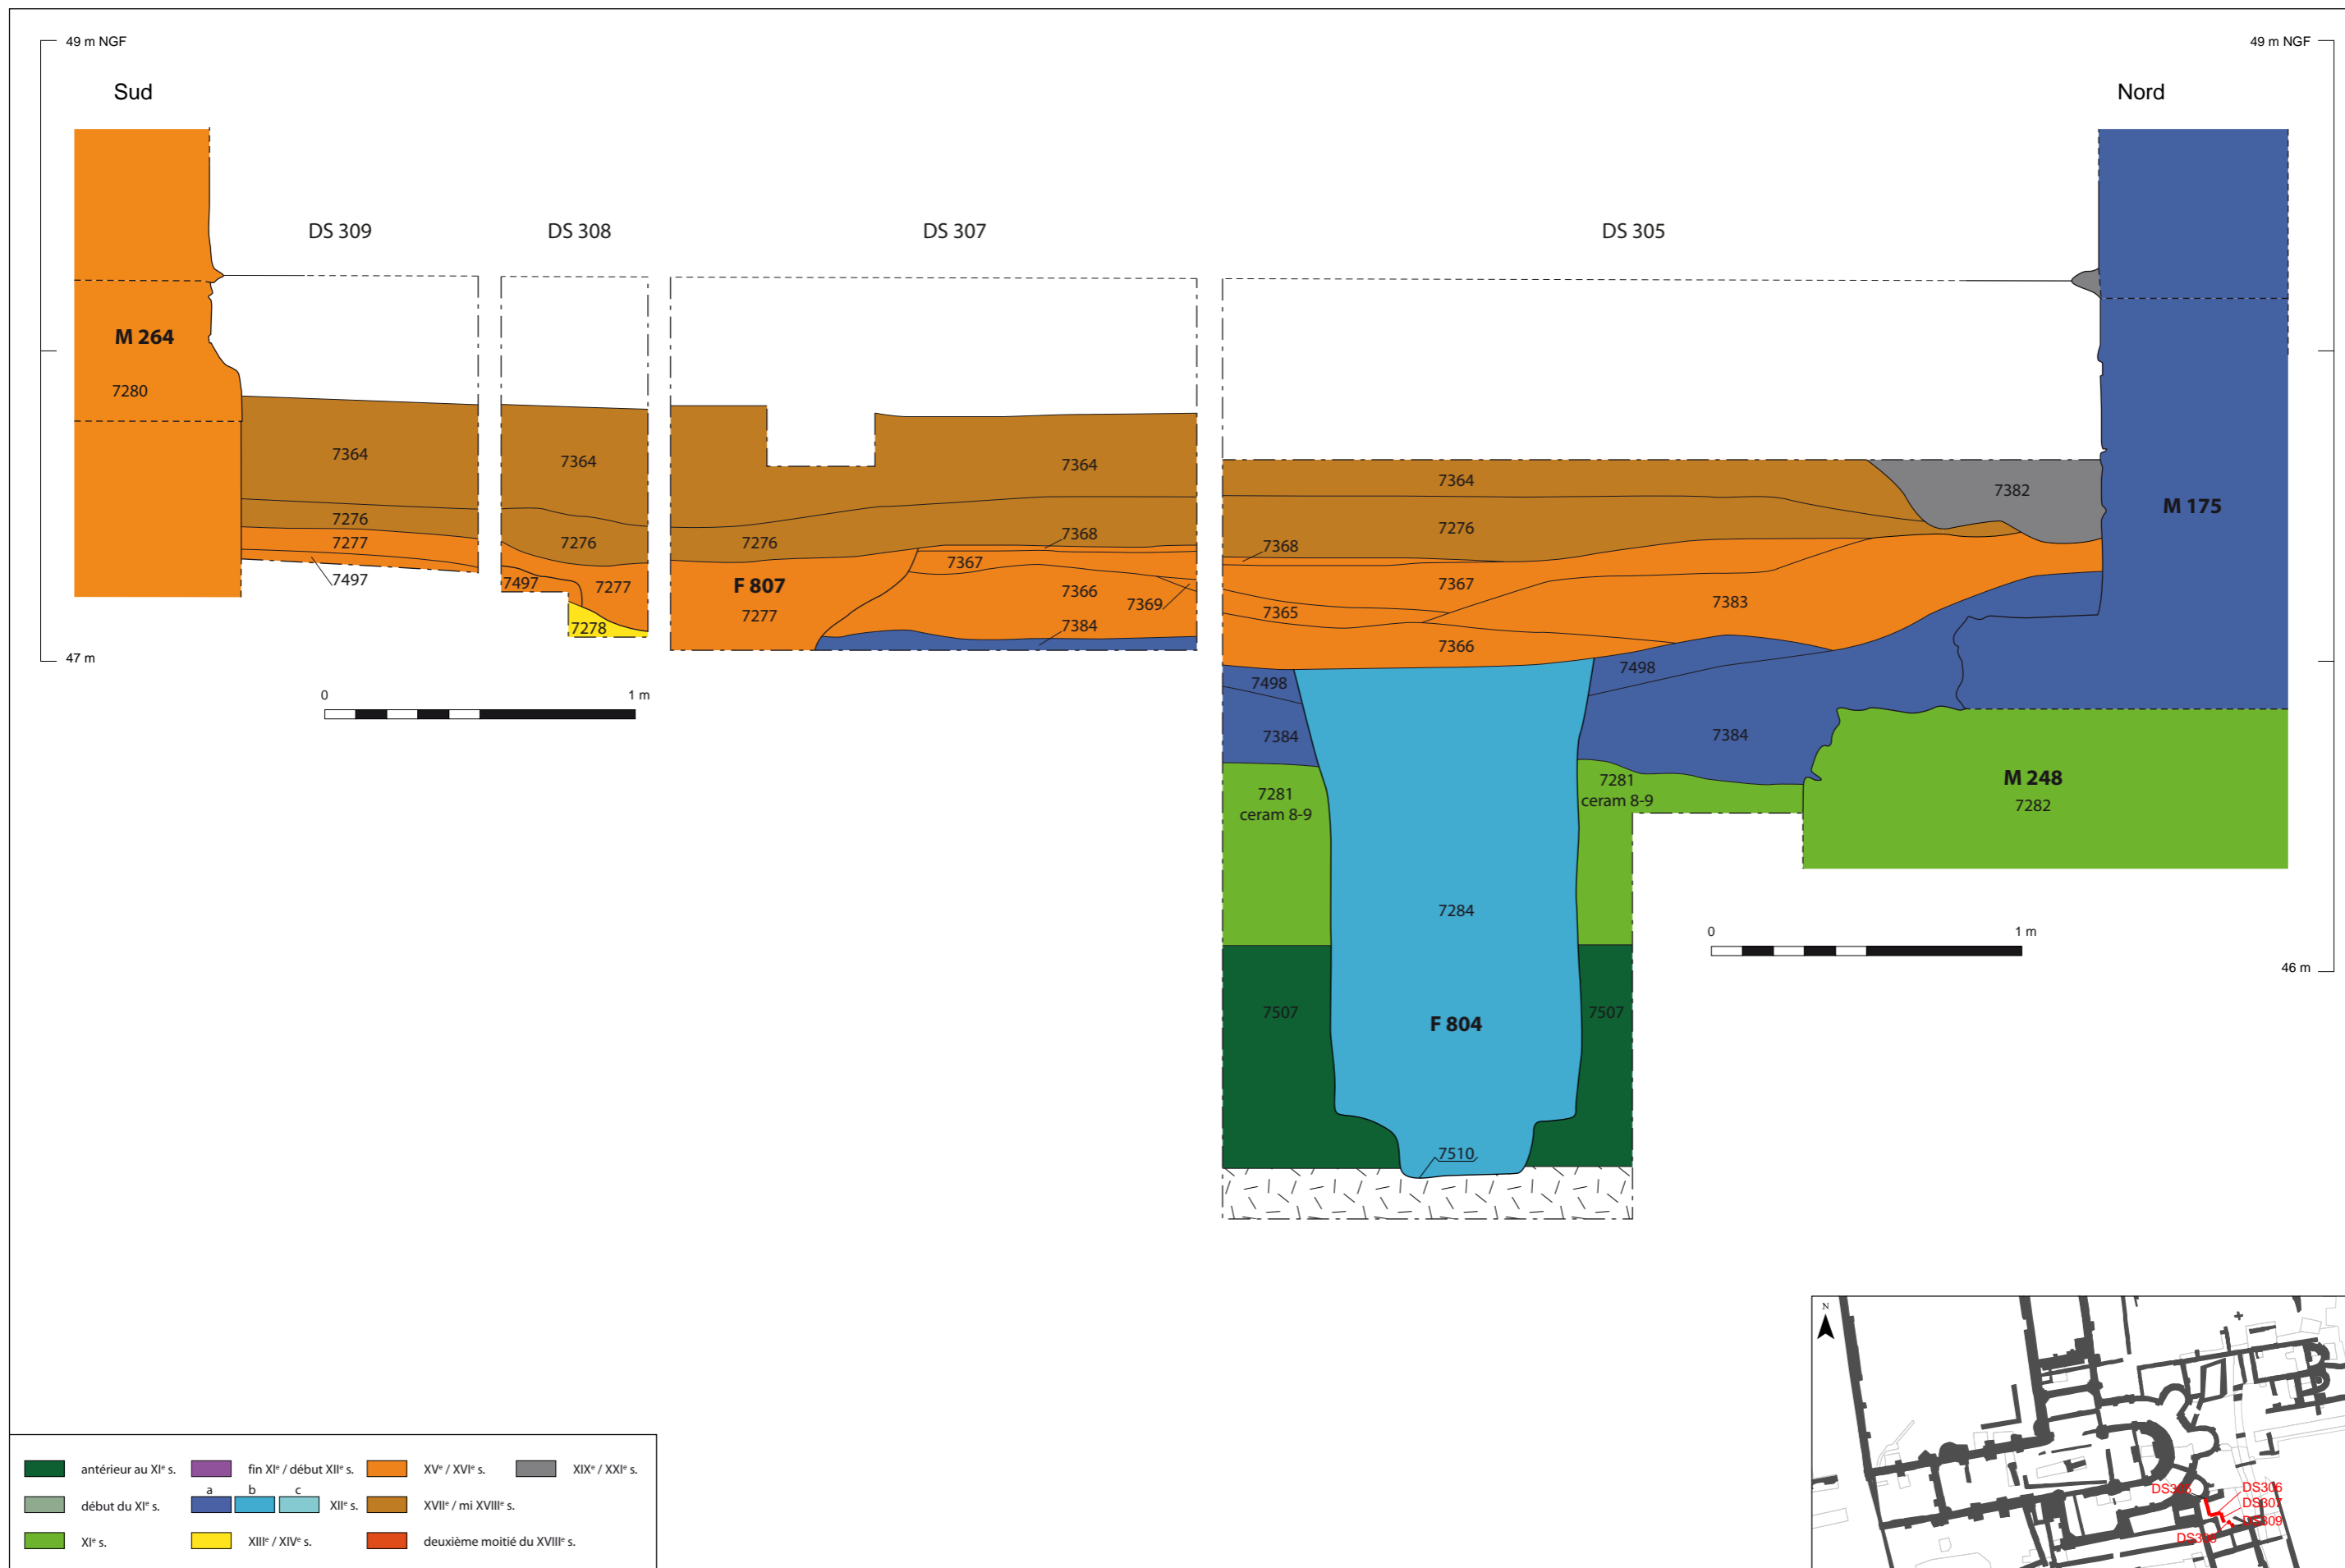 49 m NGF
49 m NGF
Sud
Nord
DS 309
DS 308
DS 307
DS 305
M 264
7280
7364
7364
7364
7364
7382
M 175
7276
7276
7276
7276
7277
7497
7497
7277
7278
F 807
7277
7368
7367
7366
7369
7384
7368
7367
7365
7383
7366
47 m
7498
7498
7384
7384
7281
ceram 8-9
7281
ceram 8-9
M 248
7282
0 1 m
0 1 m
7284
46 m
7507
F 804
7507
7510
N
DS306
DS307
DS309
a b c
antérieur au XIe s.
fin XIe / début XIIe s.
XVe / XVIe s.
XIXe / XXIe s.
début du XIe s.
XIIe s.
XVIIe / mi XVIIIe s.
XIe s.
XIIIe / XIVe s.
deuxième moitié du XVIIIe s.